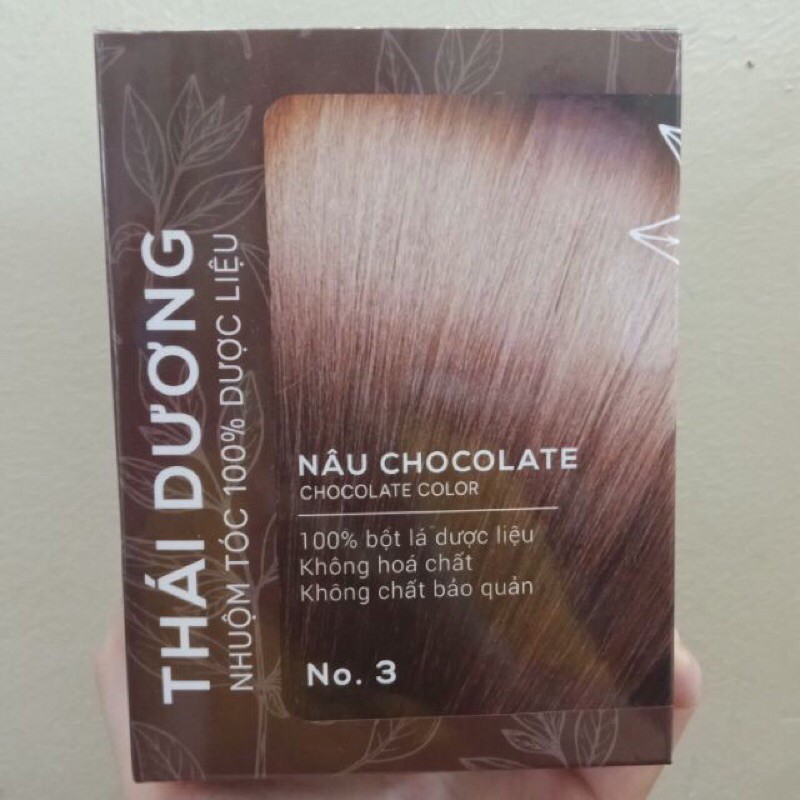 THÁI DƯƠNG
NHUỘM TÓC 100% DƯỢC LIỆU
NÂU CHOCOLATE
CHOCOLATE COLOR
100% bột lá dược liệu
Không hoá chất
Không chất bảo quản
No. 3